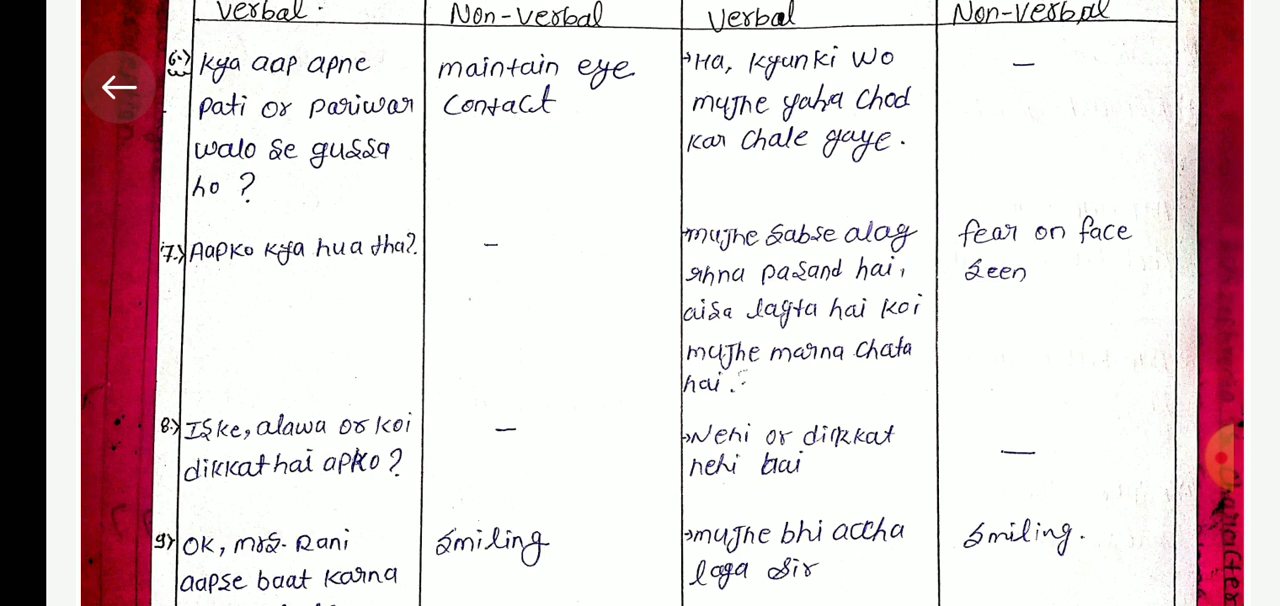 Verbal. Non-verbal Verbal Non-verbal
6.) Kya aap apne
pati or pariwar
walo se gussa
ho ?
maintain eye
contact
Ha, kyunki wo
mujhe yaha chod
kar chale gaye.
—
7.) Aapko kya hua tha?
—
mujhe sabse alag
rhna pasand hai,
aisa lagta hai koi
mujhe marna chata
hai.
fear on face
seen
8.) Iske, alawa or koi
dikkat hai apko ?
—
Nehi or dikkat
nehi hai
—
9) OK, mrs. Rani
aapse baat karna
smiling
mujhe bhi accha
laga sir
smiling.